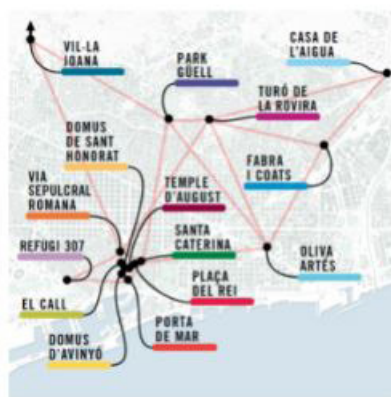 VIL·LA
JOANA
PARK
GÜELL
CASA DE
L'AIGUA
TURÓ DE
LA ROVIRA
DOMUS
DE SANT
HONORAT
FABRA
I COATS
VIA
SEPULCRAL
ROMANA
TEMPLE
D'AUGUST
REFUGI 307
SANTA
CATERINA
OLIVA
ARTÉS
EL CALL
PLAÇA
DEL REI
DOMUS
D'AVINYÓ
PORTA
DE MAR